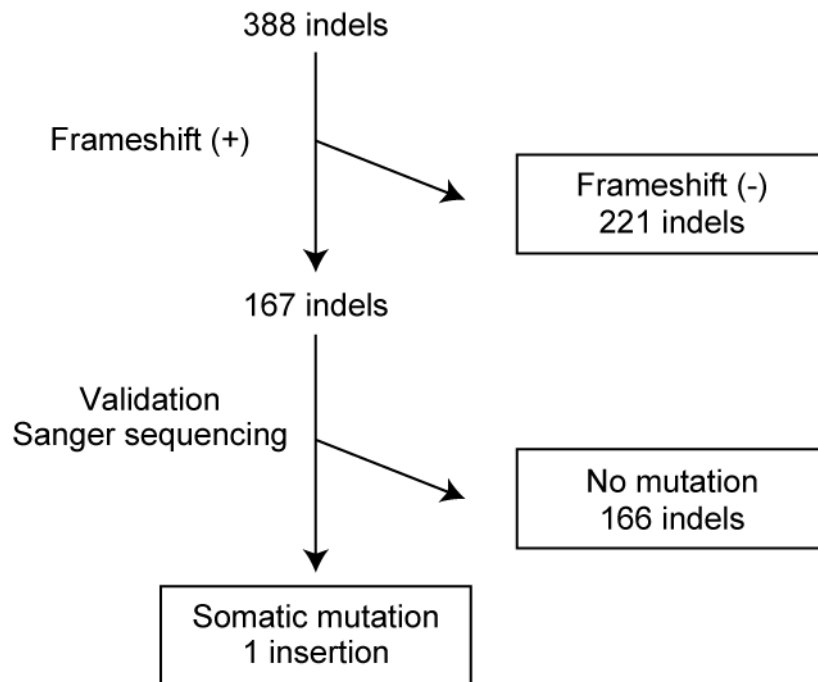 388 indels
Frameshift (+)
Frameshift (-)
221 indels
167 indels
Validation
Sanger sequencing
No mutation
166 indels
Somatic mutation
1 insertion